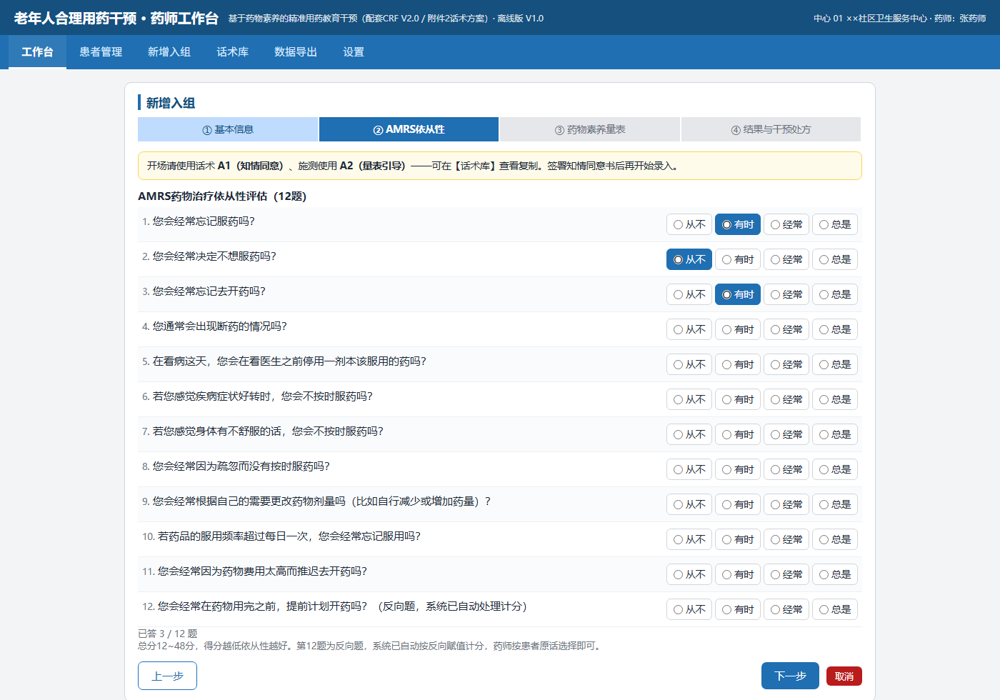 老年人合理用药干预 • 药师工作台 基于药物素养的精准用药教育干预（配套CRF V2.0 / 附件2话术方案）· 离线版 V1.0 中心 01 ××社区卫生服务中心 · 药师：张药师
工作台 患者管理 新增入组 话术库 数据导出 设置
新增入组
① 基本信息 ② AMRS依从性 ③ 药物素养量表 ④ 结果与干预处方
开场请使用话术 A1（知情同意）、施测使用 A2（量表引导）——可在【话术库】查看复制。签署知情同意书后再开始录入。
AMRS药物治疗依从性评估（12题）
1. 您会经常忘记服药吗？ 从不 有时 经常 总是
2. 您会经常决定不想服药吗？ 从不 有时 经常 总是
3. 您会经常忘记去开药吗？ 从不 有时 经常 总是
4. 您通常会出现断药的情况吗？ 从不 有时 经常 总是
5. 在看病这天，您会在看医生之前停用一剂本该服用的药吗？ 从不 有时 经常 总是
6. 若您感觉疾病症状好转时，您会不按时服药吗？ 从不 有时 经常 总是
7. 若您感觉身体有不舒服的话，您会不按时服药吗？ 从不 有时 经常 总是
8. 您会经常因为疏忽而没有按时服药吗？ 从不 有时 经常 总是
9. 您会经常根据自己的需要更改药物剂量吗（比如自行减少或增加药量）？ 从不 有时 经常 总是
10. 若药品的服用频率超过每日一次，您会经常忘记服用吗？ 从不 有时 经常 总是
11. 您会经常因为药物费用太高而推迟去开药吗？ 从不 有时 经常 总是
12. 您会经常在药物用完之前，提前计划开药吗？（反向题，系统已自动处理计分） 从不 有时 经常 总是
已答 3 / 12 题
总分12~48分，得分越低依从性越好。第12题为反向题，系统已自动按反向赋值计分，药师按患者原话选择即可。
上一步 下一步 取消